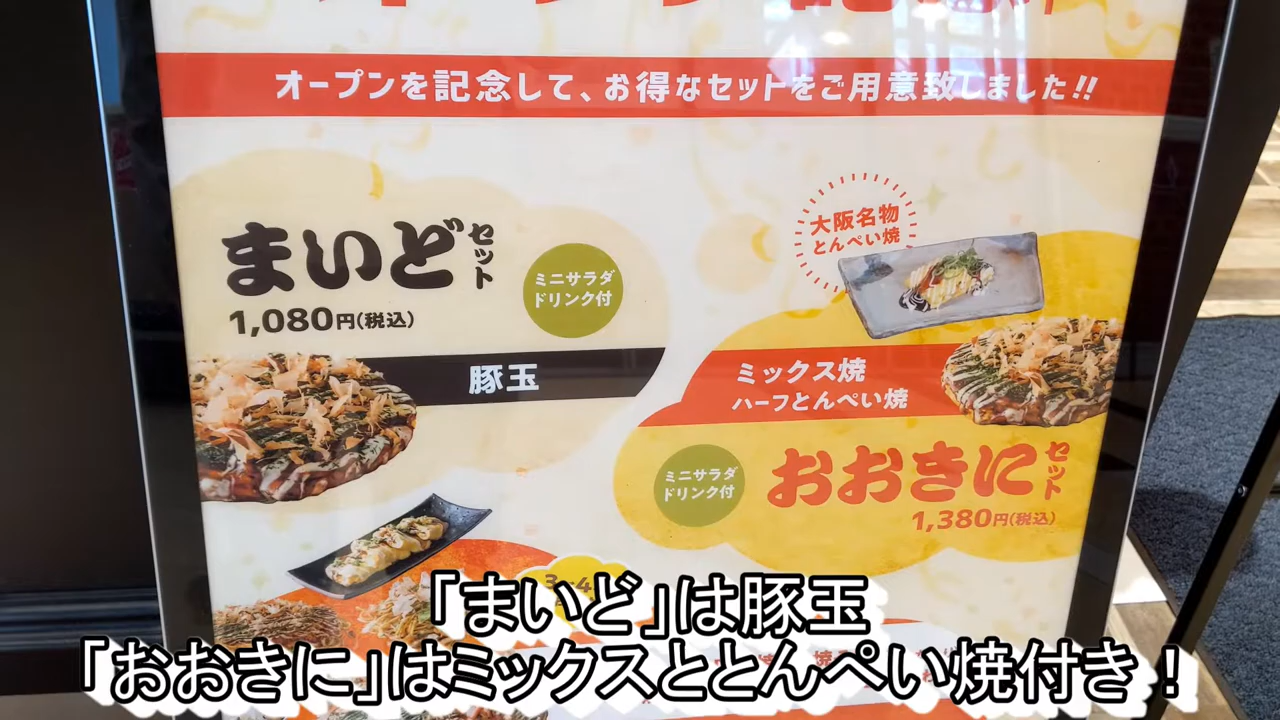 オープンを記念して、お得なセットをご用意致しました!!
まいどセット
ミニサラダ
ドリンク付
1,080円(税込)
豚玉
大阪名物
とんぺい焼
ミックス焼
ハーフとんぺい焼
ミニサラダ
ドリンク付
おおきにセット
1,380円(税込)
「まいど」は豚玉
「おおきに」はミックスととんぺい焼付き！